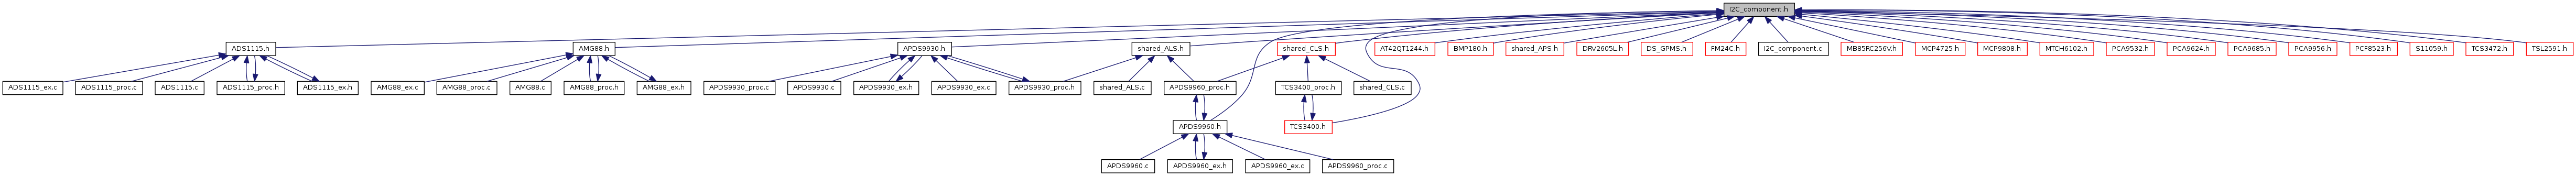 I2C_component.h
ADS1115.h
AMG88.h
APDS9930.h
shared_ALS.h
shared_CLS.h
AT42QT1244.h
BMP180.h
shared_APS.h
DRV2605L.h
DS_GPMS.h
FM24C.h
I2C_component.c
MB85RC256V.h
MCP4725.h
MCP9808.h
MTCH6102.h
PCA9532.h
PCA9624.h
PCA9685.h
PCA9956.h
PCF8523.h
S11059.h
TCS3472.h
TSL2591.h
ADS1115_ex.c
ADS1115_proc.c
ADS1115.c
ADS1115_proc.h
ADS1115_ex.h
AMG88_ex.c
AMG88_proc.c
AMG88.c
AMG88_proc.h
AMG88_ex.h
APDS9930_proc.c
APDS9930.c
APDS9930_ex.h
APDS9930_ex.c
APDS9930_proc.h
shared_ALS.c
APDS9960_proc.h
TCS3400_proc.h
shared_CLS.c
APDS9960.h
TCS3400.h
APDS9960.c
APDS9960_ex.h
APDS9960_ex.c
APDS9960_proc.c